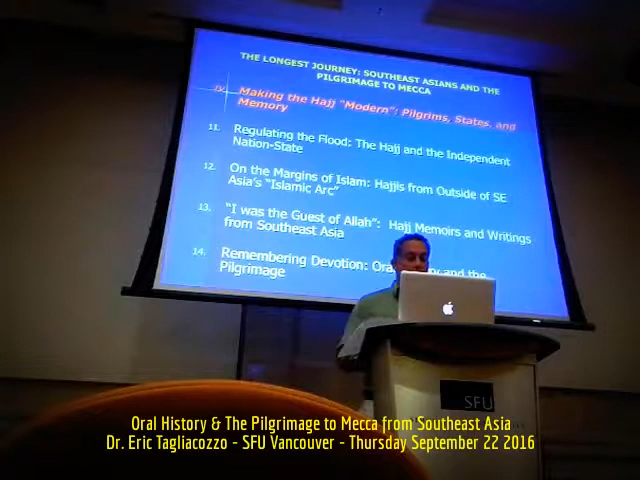 THE LONGEST JOURNEY: SOUTHEAST ASIANS AND THE
PILGRIMAGE TO MECCA
IV. Making the Hajj "Modern": Pilgrims, States, and
Memory
11. Regulating the Flood: The Hajj and the Independent
Nation-State
12. On the Margins of Islam: Hajjis from Outside of SE
Asia's "Islamic Arc"
13. "I was the Guest of Allah": Hajj Memoirs and Writings
from Southeast Asia
14. Remembering Devotion: Ora and the
Pilgrimage
SFU
Oral History & The Pilgrimage to Mecca from Southeast Asia
Dr. Eric Tagliacozzo - SFU Vancouver - Thursday September 22 2016